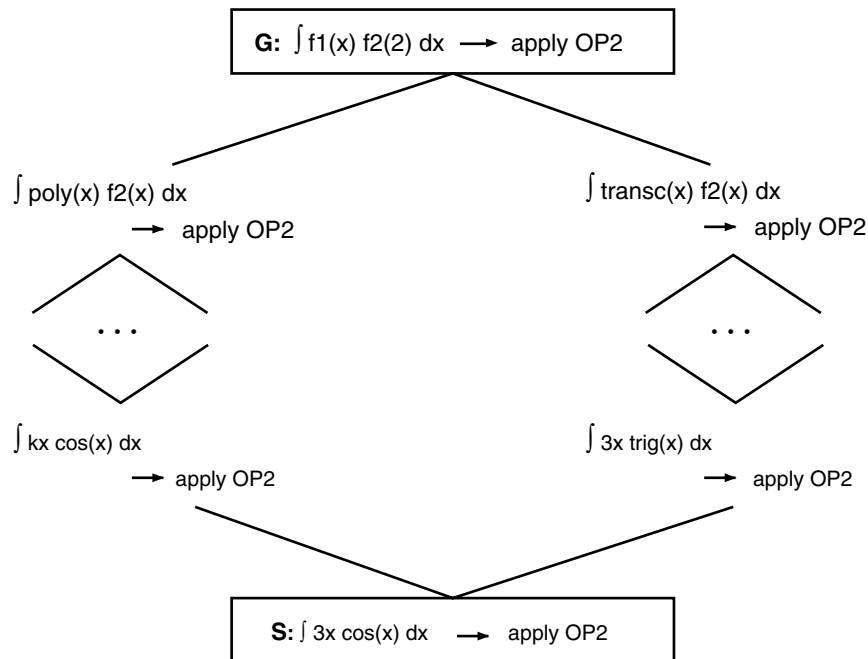 G: ∫ f1(x) f2(2) dx → apply OP2
∫ poly(x) f2(x) dx
→ apply OP2
∫ transc(x) f2(x) dx
→ apply OP2
. . .
. . .
∫ kx cos(x) dx
→ apply OP2
∫ 3x trig(x) dx
→ apply OP2
S: ∫ 3x cos(x) dx → apply OP2